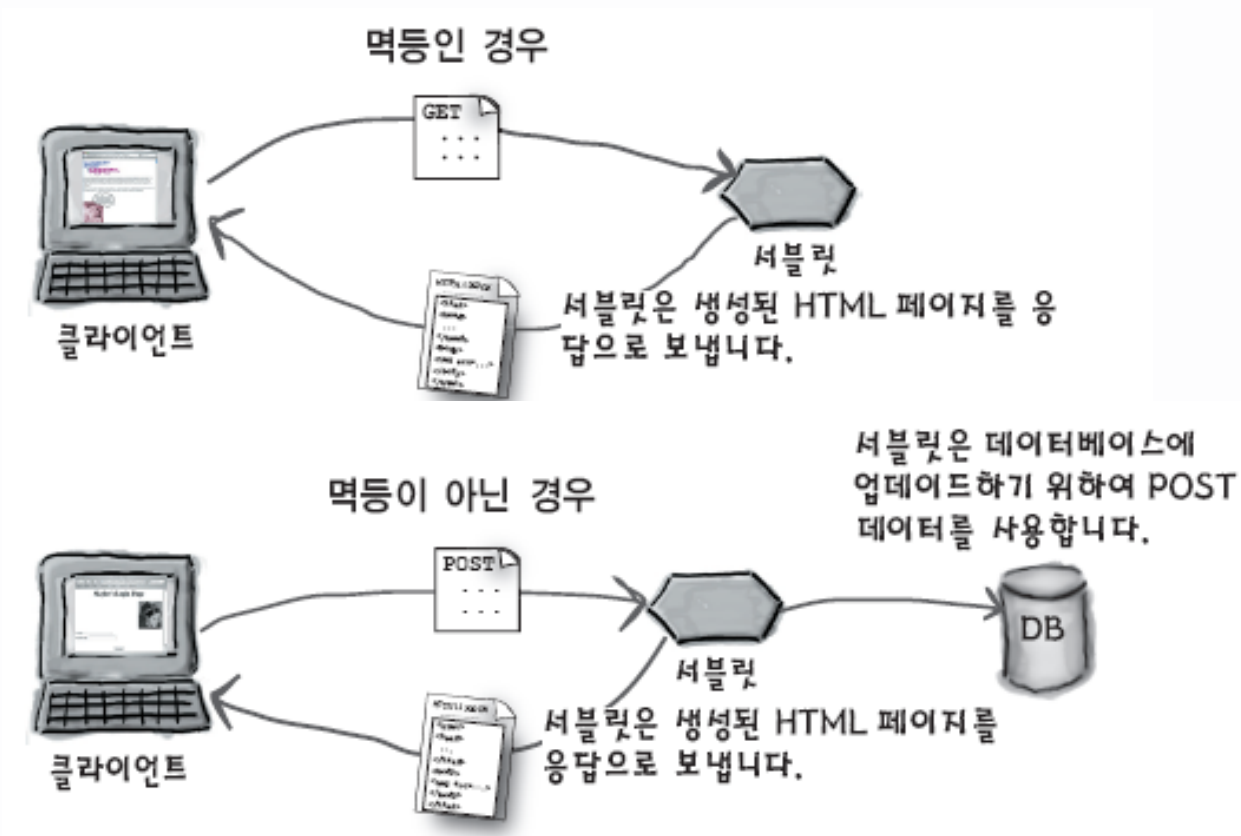 멱등인 경우
GET
서블릿
서블릿은 생성된 HTML 페이지를 응
답으로 보냅니다.
클라이언트
서블릿은 데이터베이스에
업데이드하기 위하여 POST
데이터를 사용합니다.
멱등이 아닌 경우
POST
DB
서블릿
서블릿은 생성된 HTML 페이지를
응답으로 보냅니다.
클라이언트